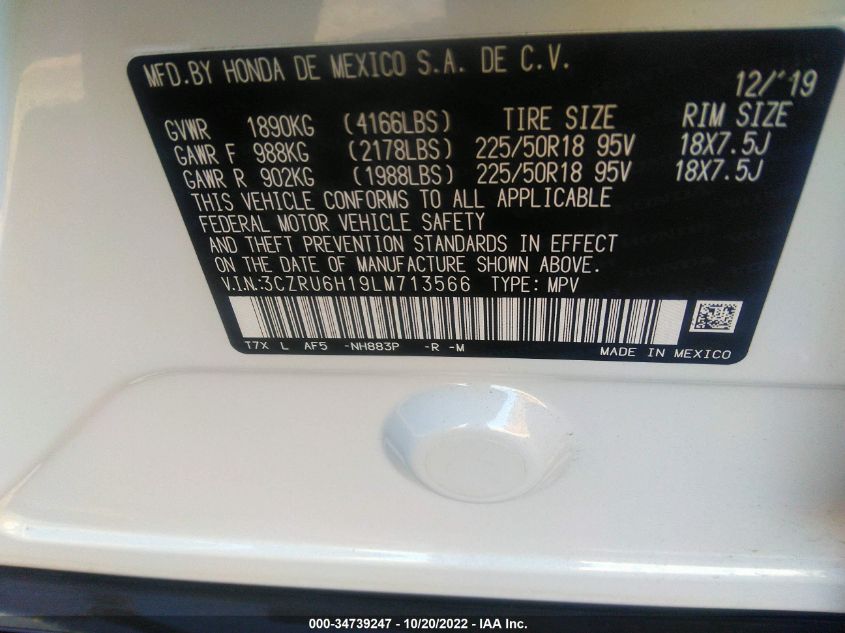 MFD.BY HONDA DE MEXICO S.A. DE C.V.
12/'19
GVWR 1890KG (4166LBS) TIRE SIZE RIM SIZE
GAWR F 988KG (2178LBS) 225/50R18 95V 18X7.5J
GAWR R 902KG (1988LBS) 225/50R18 95V 18X7.5J
THIS VEHICLE CONFORMS TO ALL APPLICABLE
FEDERAL MOTOR VEHICLE SAFETY
AND THEFT PREVENTION STANDARDS IN EFFECT
ON THE DATE OF MANUFACTURE SHOWN ABOVE.
V.I.N:3CZRU6H19LM713566 TYPE: MPV
T7X L AF5 -NH883P -R -M
MADE IN MEXICO
000-34739247 - 10/20/2022 - IAA Inc.